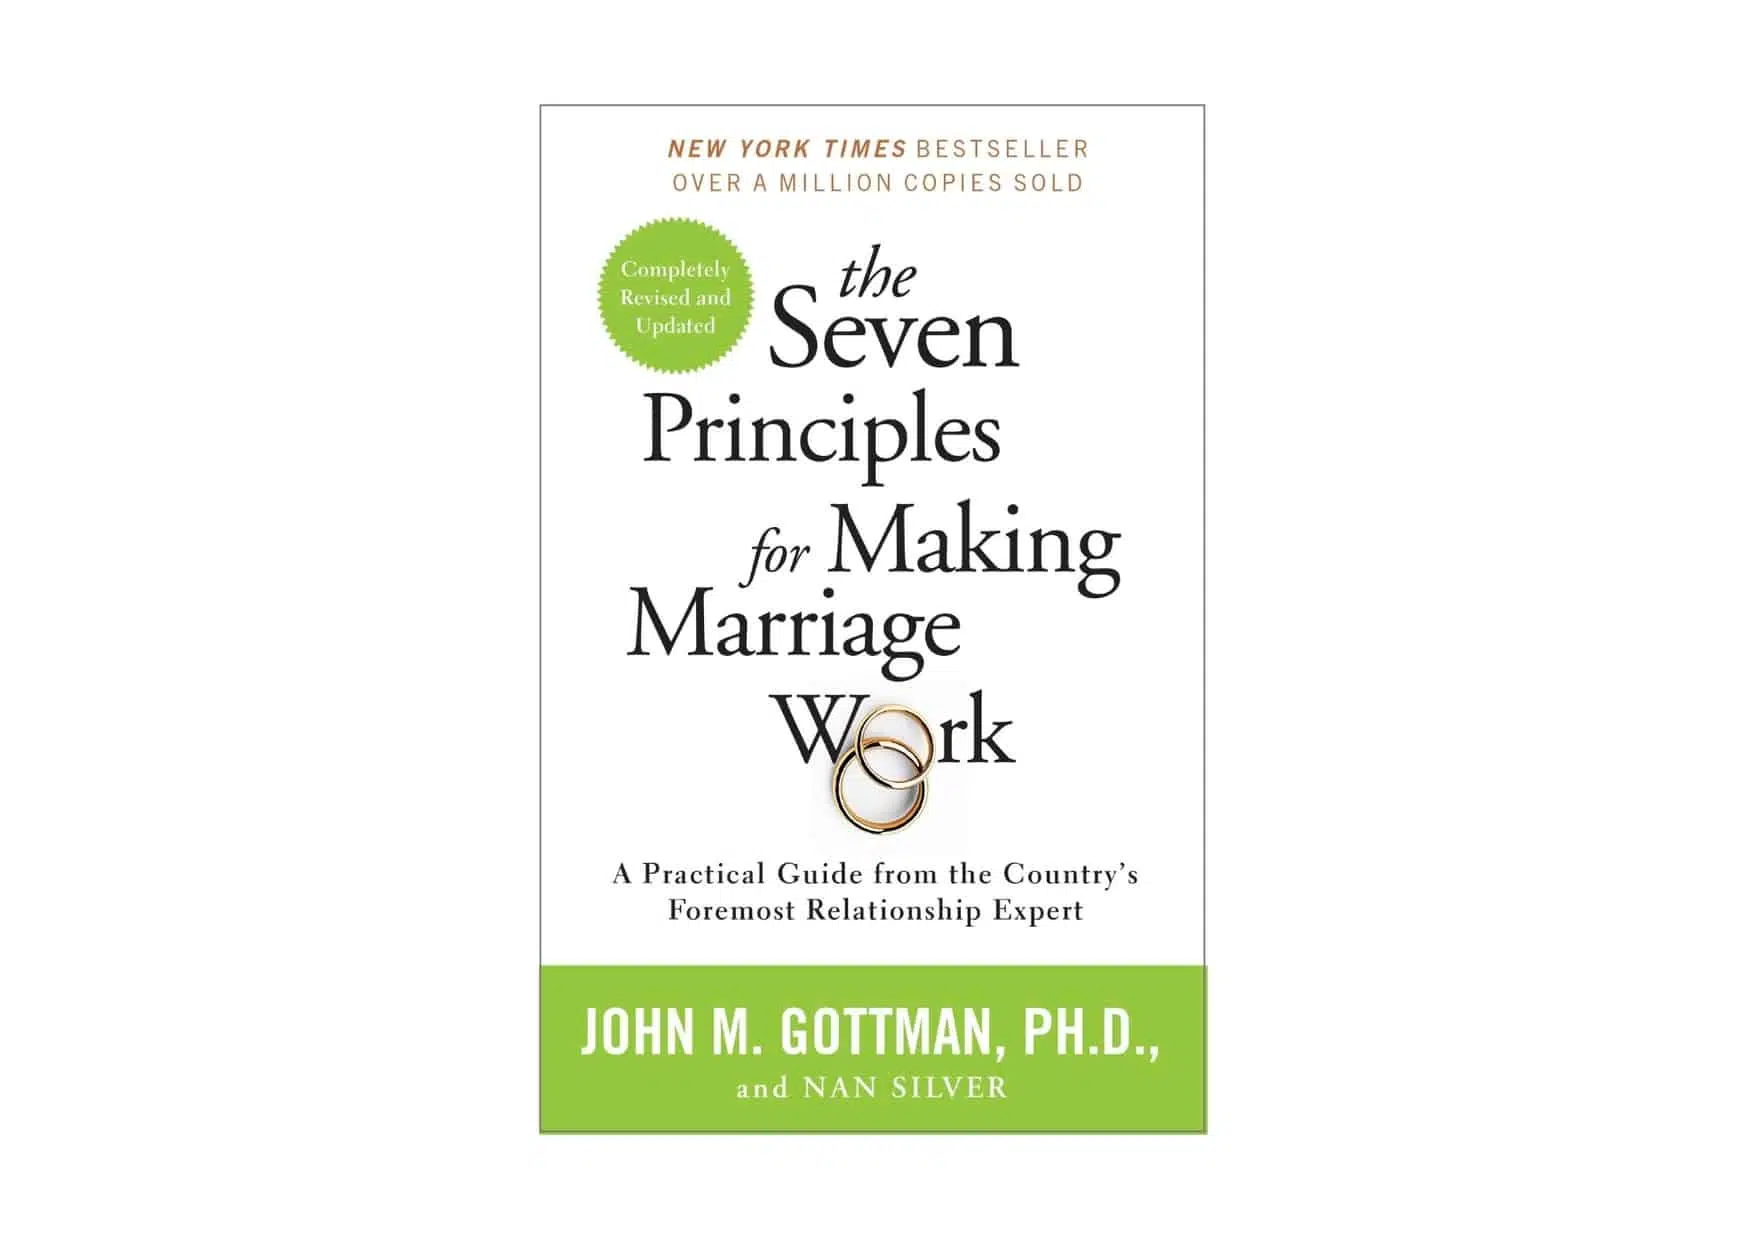 NEW YORK TIMES BESTSELLER
OVER A MILLION COPIES SOLD
Completely
Revised and
Updated
the
Seven
Principles
for Making
Marriage
Work
A Practical Guide from the Country’s
Foremost Relationship Expert
JOHN M. GOTTMAN, PH.D.,
and NAN SILVER